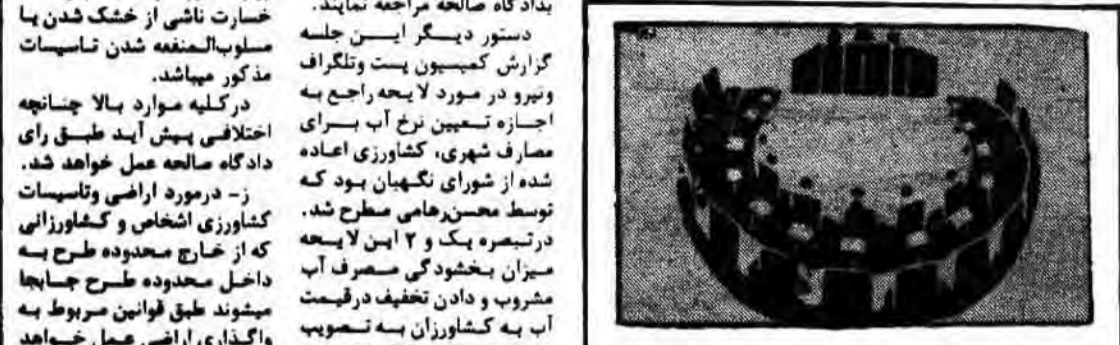 بدادگاه صالحه مراجعه نمایند.
دستور دیگر این جلسه
گزارش کمیسیون پست وتلگراف
ونیرو در مورد لایحه راجع به
اجازه تعیین نرخ آب برای
مصارف شهری، کشاورزی اعاده
شده از شورای نگهبان بود که
توسط محسن‌رهامی مطرح شد.
درتبصره یک و ۲ این لایحه
میزان بخشودگی مصرف آب
مشروب و دادن تخفیف درقیمت
آب به کشاورزان به تصویب
خسارت ناشی از خشک شدن یا
مسلوب‌المنفعه شدن تاسیسات
مذکور میباشد.
درکلیه موارد بالا چنانچه
اختلافی پیش آید طبق رای
دادگاه صالحه عمل خواهد شد.
ز- درمورد اراضی وتاسیسات
کشاورزی اشخاص و کشاورزانی
که از خارج محدوده طرح به
داخل محدوده طرح جابجا
میشوند طبق قوانین مربوط به
واگذاری اراضی عمل خواهد